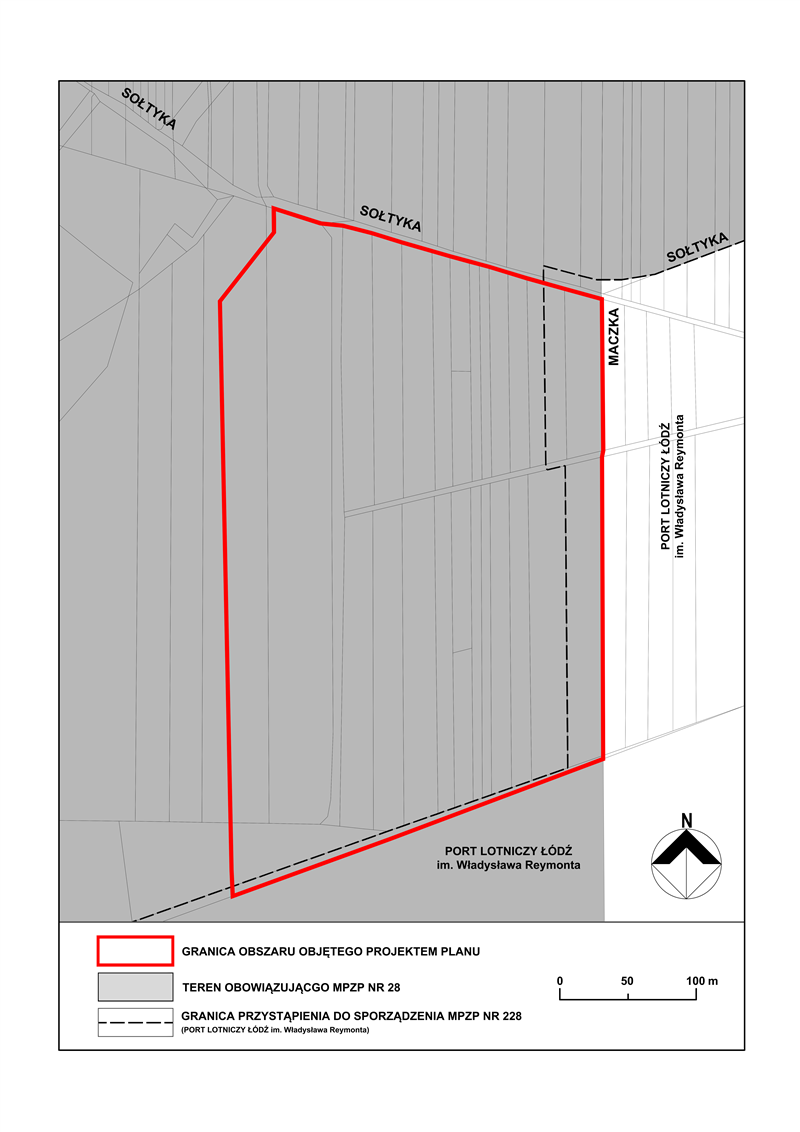 SOŁTYKA
SOŁTYKA
SOŁTYKA
MACZKA
PORT LOTNICZY ŁÓDŹ
im. Władysława Reymonta
PORT LOTNICZY ŁÓDŹ
im. Władysława Reymonta
N
GRANICA OBSZARU OBJĘTEGO PROJEKTEM PLANU
TEREN OBOWIĄZUJĄCGO MPZP NR 28
0 50 100 m
GRANICA PRZYSTĄPIENIA DO SPORZĄDZENIA MPZP NR 228
(PORT LOTNICZY ŁÓDŹ im. Władysława Reymonta)